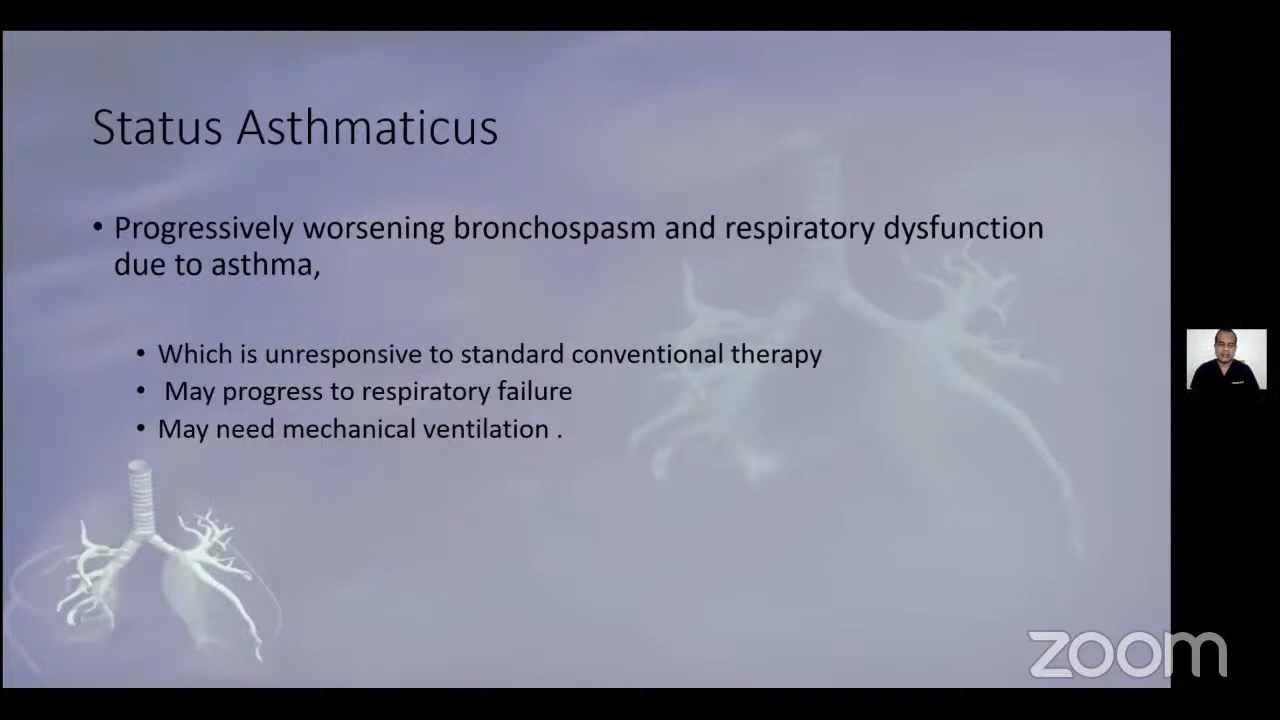 Status Asthmaticus
• Progressively worsening bronchospasm and respiratory dysfunction
due to asthma,
• Which is unresponsive to standard conventional therapy
• May progress to respiratory failure
• May need mechanical ventilation .
zoom